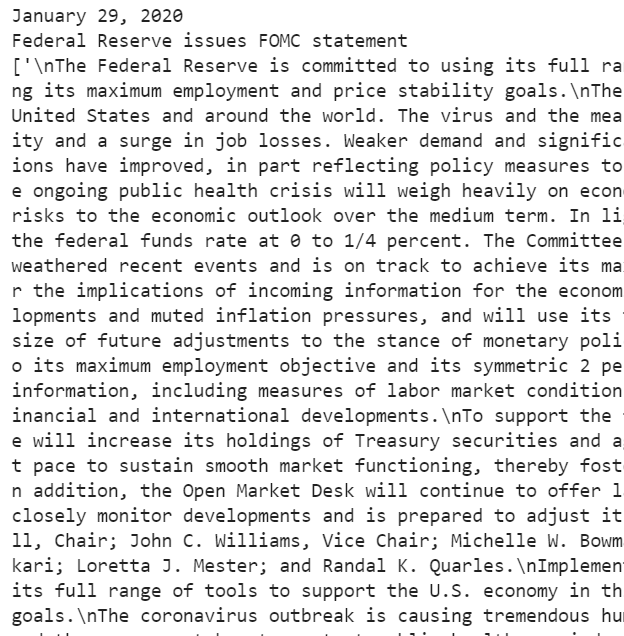 January 29, 2020
Federal Reserve issues FOMC statement
['\nThe Federal Reserve is committed to using its full ra
ng its maximum employment and price stability goals.\nThe
United States and around the world. The virus and the mea
ity and a surge in job losses. Weaker demand and signific
ions have improved, in part reflecting policy measures to
e ongoing public health crisis will weigh heavily on econ
risks to the economic outlook over the medium term. In li
the federal funds rate at 0 to 1/4 percent. The Committee
weathered recent events and is on track to achieve its ma
r the implications of incoming information for the econom
lopments and muted inflation pressures, and will use its
size of future adjustments to the stance of monetary poli
o its maximum employment objective and its symmetric 2 pe
information, including measures of labor market condition
inancial and international developments.\nTo support the
e will increase its holdings of Treasury securities and a
t pace to sustain smooth market functioning, thereby fost
n addition, the Open Market Desk will continue to offer l
closely monitor developments and is prepared to adjust it
ll, Chair; John C. Williams, Vice Chair; Michelle W. Bowm
kari; Loretta J. Mester; and Randal K. Quarles.\nImplemen
its full range of tools to support the U.S. economy in th
goals.\nThe coronavirus outbreak is causing tremendous hu